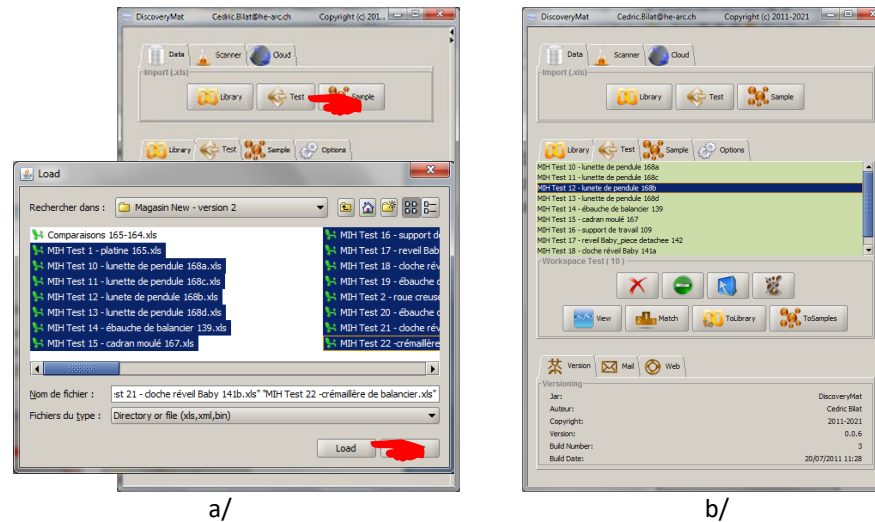 DiscoveryMat Cedric.Bilat@he-arc.ch Copyright (c) 201...
Data Scanner Cloud
Import (.xls)
Library Test Sample
Library Test Sample Options
Load
Rechercher dans : Magasin New - version 2
Comparaisons 165-164.xls
MIH Test 1 - platine 165.xls
MIH Test 10 - lunette de pendule 168a.xls
MIH Test 11 - lunette de pendule 168c.xls
MIH Test 12 - lunete de pendule 168b.xls
MIH Test 13 - lunette de pendule 168d.xls
MIH Test 14 - ébauche de balancier 139.xls
MIH Test 15 - cadran moulé 167.xls
MIH Test 16 - support d
MIH Test 17 - reveil Bab
MIH Test 18 - cloche rév
MIH Test 19 - ébauche d
MIH Test 2 - roue creuse
MIH Test 20 - ébauche d
MIH Test 21 - cloche rév
MIH Test 22 -crémaillère
Nom de fichier : est 21 - cloche réveil Baby 141b.xls" "MIH Test 22 -crémaillère de balancier.xls"
Fichiers du type : Directory or file (xls,xml,bin)
Load
a/
DiscoveryMat Cedric.Bilat@he-arc.ch Copyright (c) 2011-2021
Data Scanner Cloud
Import (.xls)
Library Test Sample
Library Test Sample Options
MIH Test 10 - lunette de pendule 168a
MIH Test 11 - lunette de pendule 168c
MIH Test 12 - lunete de pendule 168b
MIH Test 13 - lunette de pendule 168d
MIH Test 14 - ébauche de balancier 139
MIH Test 15 - cadran moulé 167
MIH Test 16 - support de travail 109
MIH Test 17 - reveil Baby_piece detachee 142
MIH Test 18 - cloche réveil Baby 141a
Workspace Test ( 10 )
View Match ToLibrary ToSamples
Version Mail Web
Versioning
Jar: DiscoveryMat
Auteur: Cedric Bilat
Copyright: 2011-2021
Version: 0.0.6
Build Number: 3
Build Date: 20/07/2011 11:28
b/